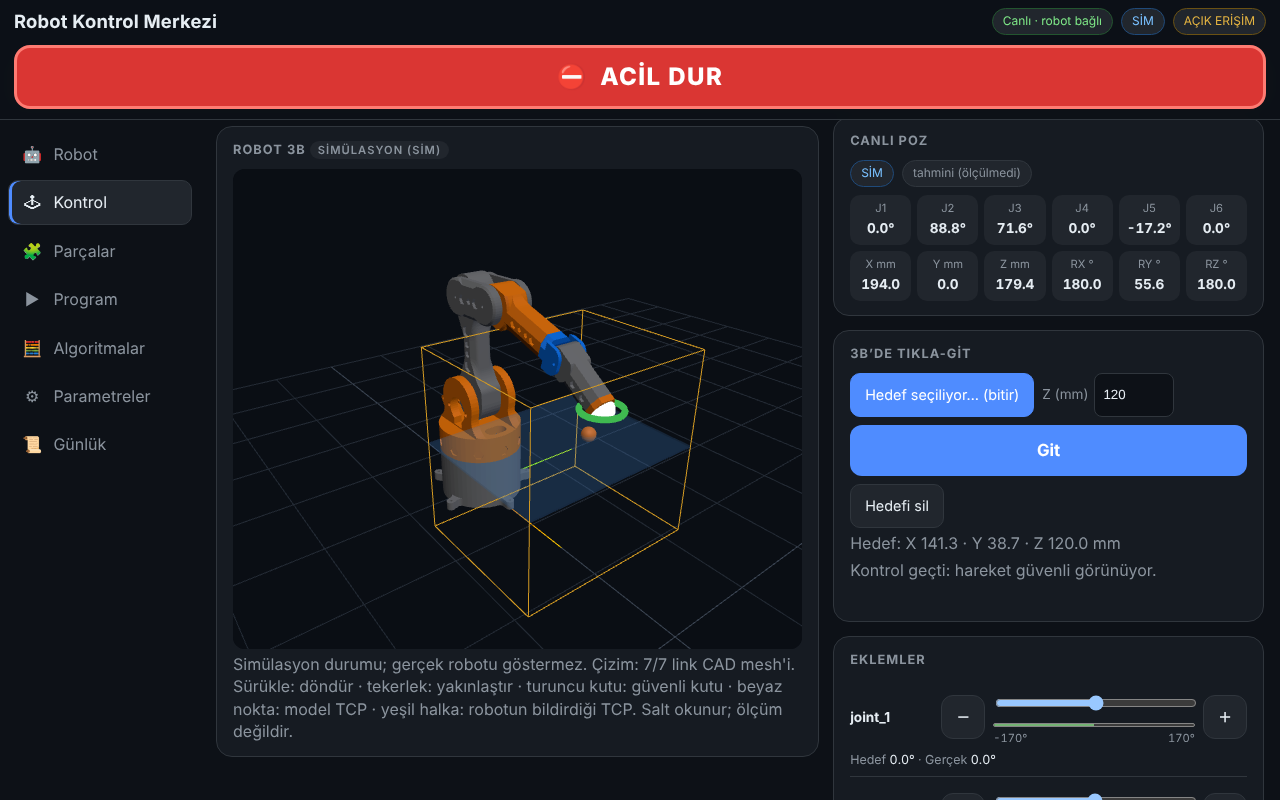 Robot Kontrol Merkezi
Canlı · robot bağlı
SİM
AÇIK ERİŞİM
ACİL DUR
Robot
Kontrol
Parçalar
Program
Algoritmalar
Parametreler
Günlük
ROBOT 3B
SİMÜLASYON (SİM)
Simülasyon durumu; gerçek robotu göstermez. Çizim: 7/7 link CAD mesh'i.
Sürükle: döndür · tekerlek: yakınlaştır · turuncu kutu: güvenli kutu · beyaz
nokta: model TCP · yeşil halka: robotun bildirdiği TCP. Salt okunur; ölçüm
değildir.
CANLI POZ
SİM
tahmini (ölçülmedi)
J1 J2 J3 J4 J5 J6
0.0° 88.8° 71.6° 0.0° -17.2° 0.0°
X mm Y mm Z mm RX ° RY ° RZ °
194.0 0.0 179.4 180.0 55.6 180.0
3B’DE TIKLA-GİT
Hedef seçiliyor… (bitir)
Z (mm)
120
Git
Hedefi sil
Hedef: X 141.3 · Y 38.7 · Z 120.0 mm
Kontrol geçti: hareket güvenli görünüyor.
EKLEMLER
joint_1
−
+
-170° 170°
Hedef 0.0° · Gerçek 0.0°